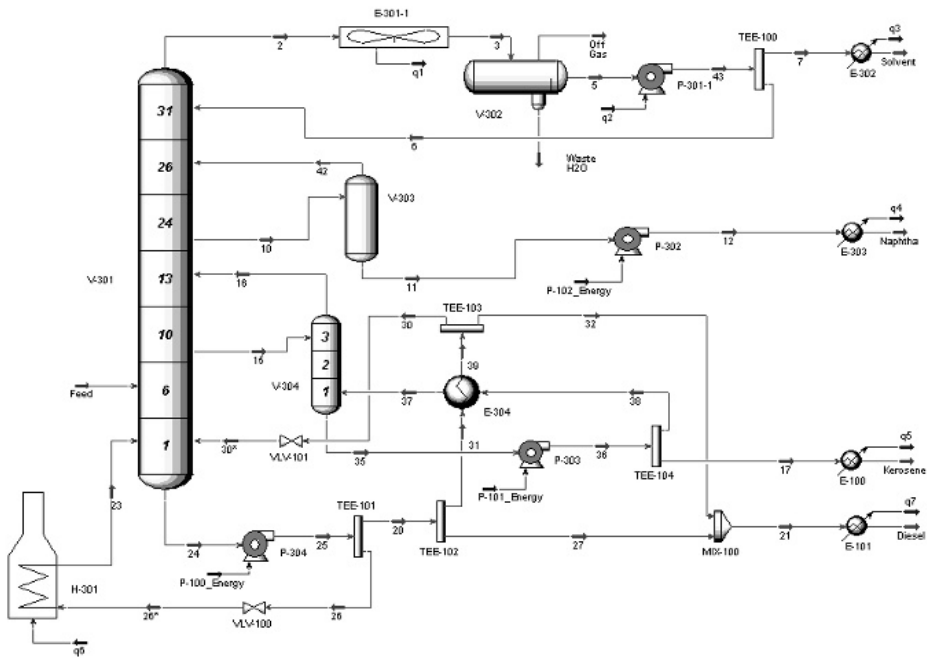 E-301-1
2
3
q1
Off
Gas
TEE-100
q3
43
7
5
P-301-1
E-302
Solvent
q2
V-302
31
6
Waste
H2O
26
42
V-303
q4
24
10
P-302
12
E-303
Naphtha
11
P-102_Energy
V-301
13
18
TEE-103
30
32
10
3
39
2
V-304
1
37
38
E-304
Feed
6
31
q5
1
30*
VLV-101
35
P-303
36
TEE-104
17
E-100
Kerosene
23
P-101_Energy
q7
TEE-101
20
24
P-304
25
TEE-102
27
MIX-100
21
E-101
Diesel
P-100_Energy
H-301
26*
VLV-100
26